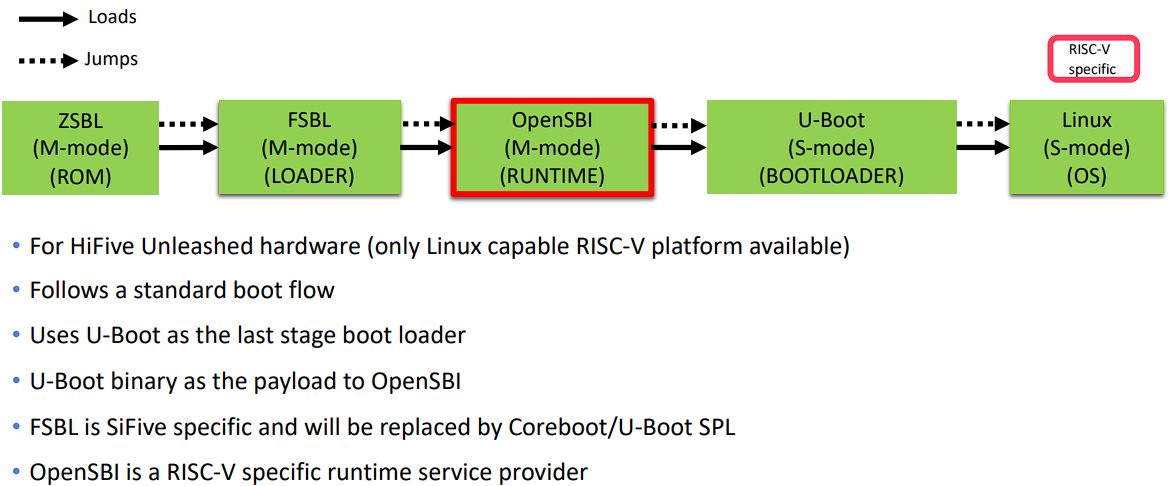 Loads
Jumps
RISC-V
specific
ZSBL
(M-mode)
(ROM)
FSBL
(M-mode)
(LOADER)
OpenSBI
(M-mode)
(RUNTIME)
U-Boot
(S-mode)
(BOOTLOADER)
Linux
(S-mode)
(OS)
• For HiFive Unleashed hardware (only Linux capable RISC-V platform available)
• Follows a standard boot flow
• Uses U-Boot as the last stage boot loader
• U-Boot binary as the payload to OpenSBI
• FSBL is SiFive specific and will be replaced by Coreboot/U-Boot SPL
• OpenSBI is a RISC-V specific runtime service provider